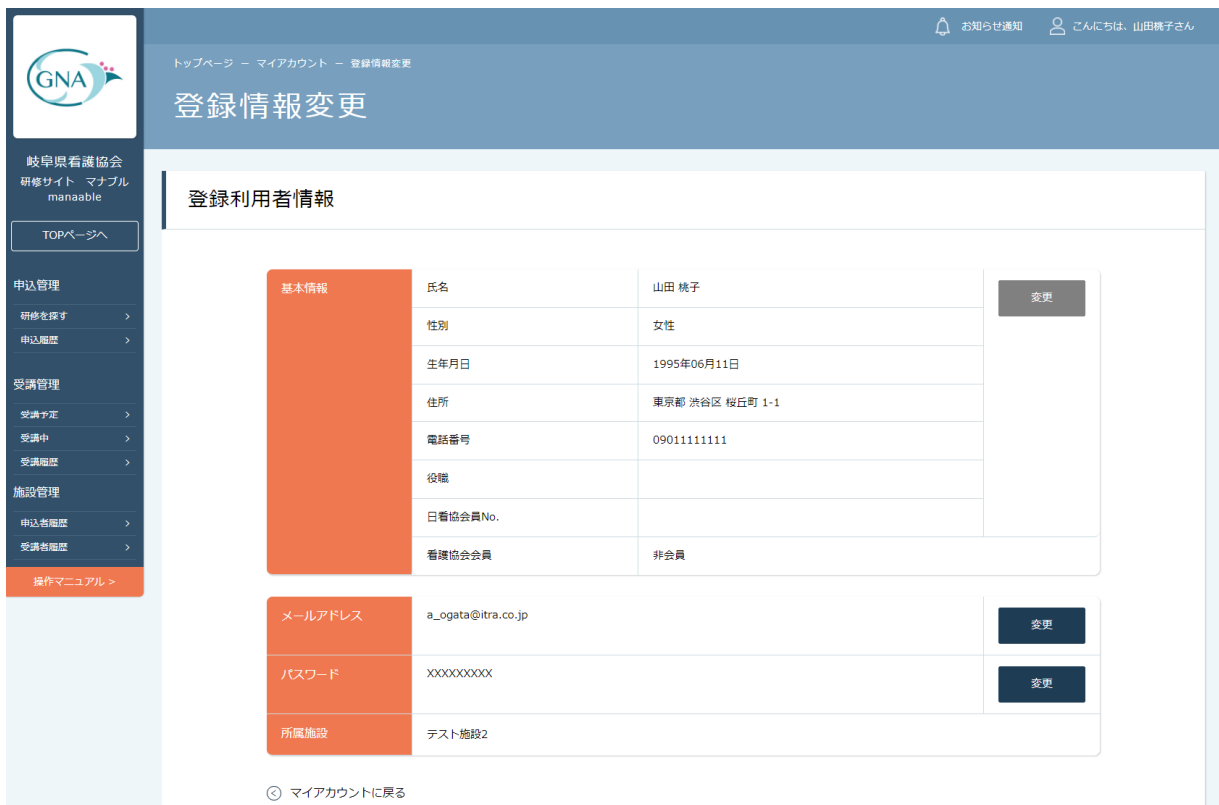 お知らせ通知
こんにちは、山田桃子さん
GNA
岐阜県看護協会
研修サイト マナブル
manaable
TOPページへ
申込管理
研修を探す
申込履歴
受講管理
受講予定
受講中
受講履歴
施設管理
申込者履歴
受講者履歴
操作マニュアル >
トップページ － マイアカウント － 登録情報変更
登録情報変更
登録利用者情報
基本情報
氏名 山田 桃子
変更
性別 女性
生年月日 1995年06月11日
住所 東京都 渋谷区 桜丘町 1-1
電話番号 09011111111
役職
日看協会員No.
看護協会会員 非会員
メールアドレス a_ogata@itra.co.jp 変更
パスワード XXXXXXXXX 変更
所属施設 テスト施設2
マイアカウントに戻る